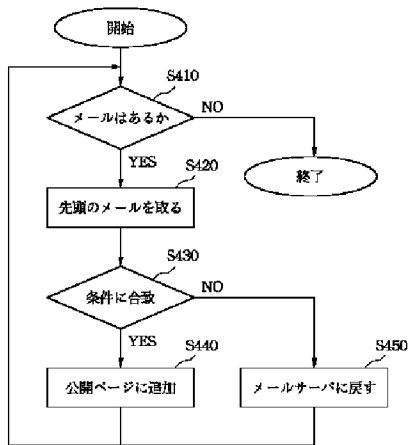 開始
S410
メールはあるか
NO
YES
終了
S420
先頭のメールを取る
S430
条件に合致
NO
YES
S440
公開ページに追加
S450
メールサーバに戻す